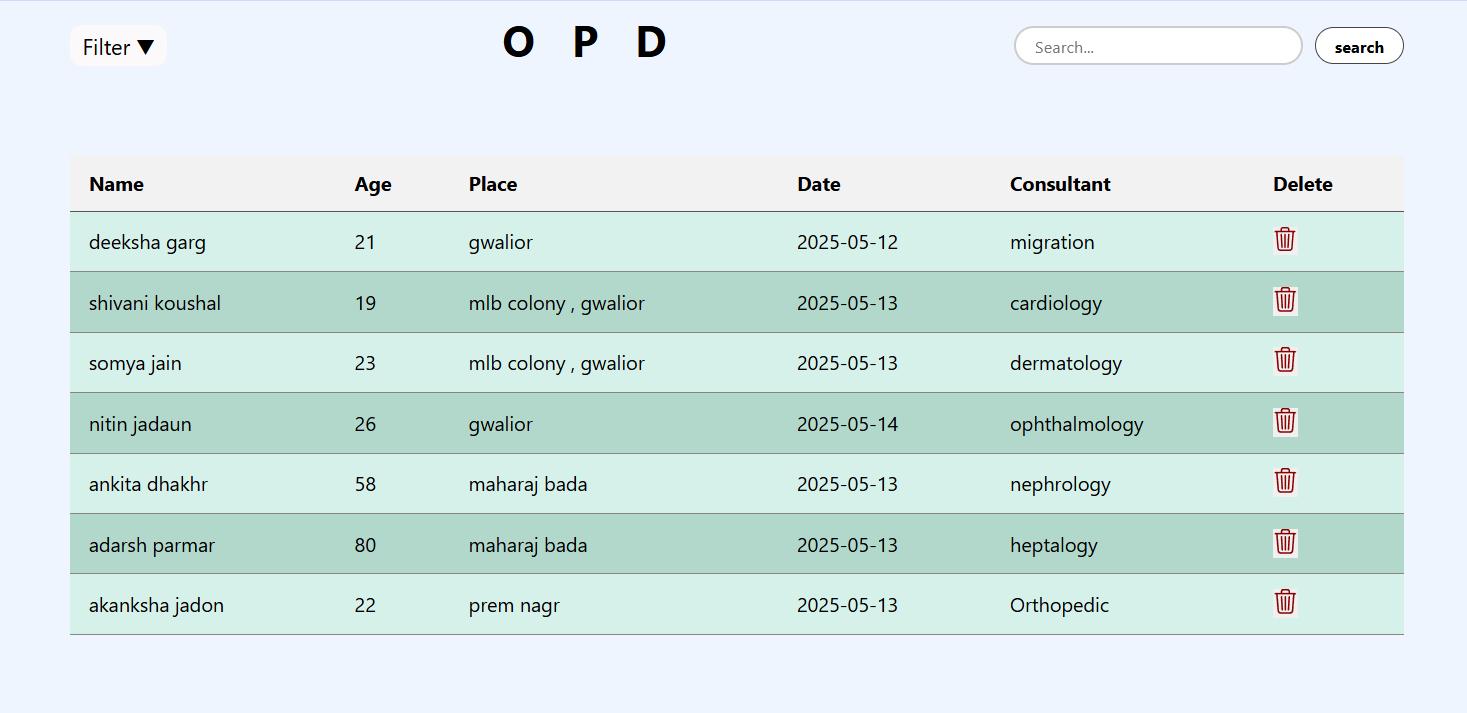 Filter ▼ O P D Search... search
Name Age Place Date Consultant Delete
deeksha garg 21 gwalior 2025-05-12 migration
shivani koushal 19 mlb colony , gwalior 2025-05-13 cardiology
somya jain 23 mlb colony , gwalior 2025-05-13 dermatology
nitin jadaun 26 gwalior 2025-05-14 ophthalmology
ankita dhakhr 58 maharaj bada 2025-05-13 nephrology
adarsh parmar 80 maharaj bada 2025-05-13 heptalogy
akanksha jadon 22 prem nagr 2025-05-13 Orthopedic